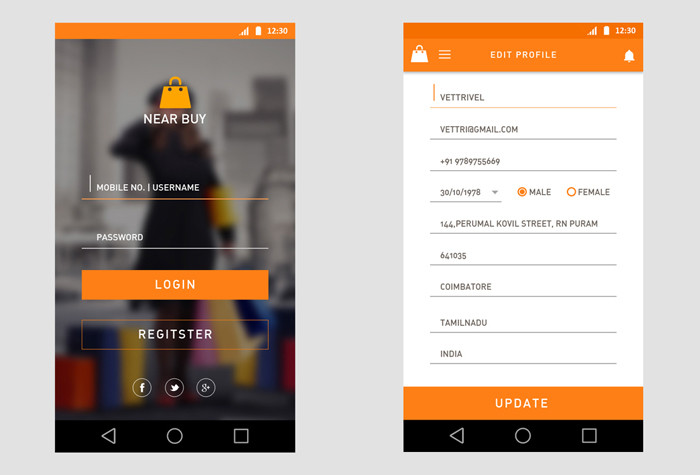 12:30
NEAR BUY
MOBILE NO. | USERNAME
PASSWORD
LOGIN
REGITSTER
f
g+
12:30
EDIT PROFILE
VETTRIVEL
VETTRI@GMAIL.COM
+91 9789755669
30/10/1978 MALE FEMALE
144,PERUMAL KOVIL STREET, RN PURAM
641035
COIMBATORE
TAMILNADU
INDIA
UPDATE